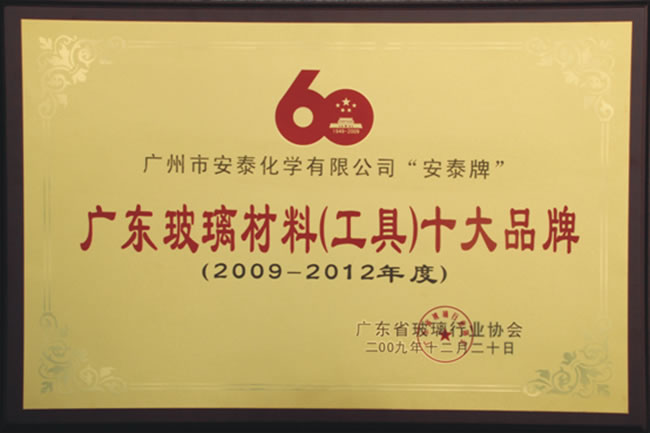 60
1949-2009
广州市安泰化学有限公司“安泰牌”
广东玻璃材料(工具)十大品牌
(2009-2012年度)
广东省玻璃行业协会
二00九年十二月二十日